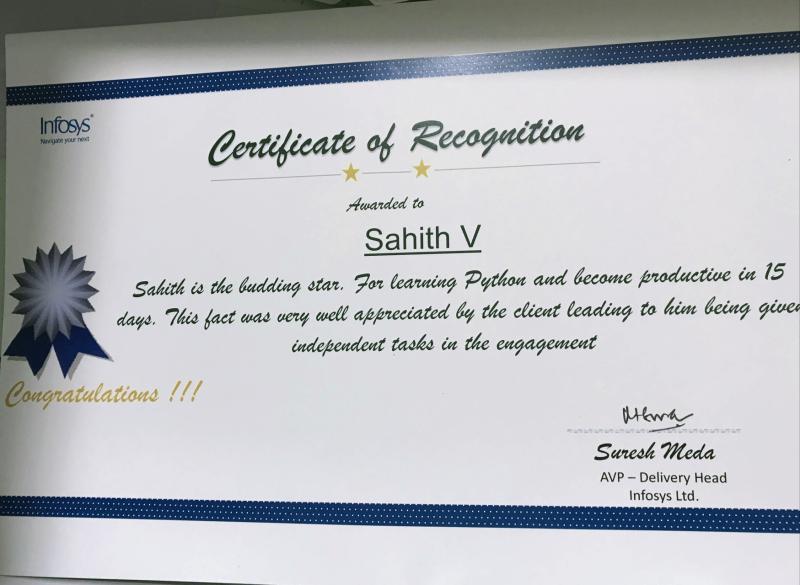 Infosys®
Navigate your next
Certificate of Recognition
Awarded to
Sahith V
Sahith is the budding star. For learning Python and become productive in 15
days. This fact was very well appreciated by the client leading to him being given
independent tasks in the engagement
Congratulations !!!
Suresh Meda
AVP – Delivery Head
Infosys Ltd.